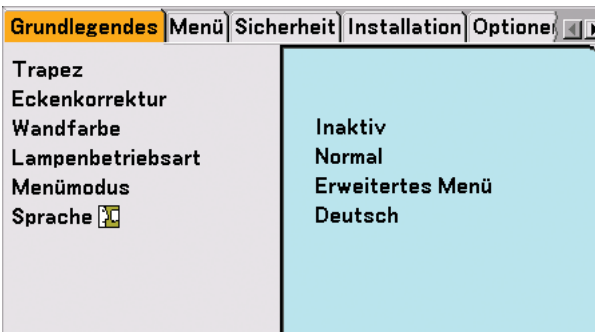 Grundlegendes Menü Sicherheit Installation
Trapez
Eckenkorrektur
Wandfarbe Inaktiv
Lampenbetriebsart Normal
Menümodus Erweitertes Menü
Sprache Deutsch